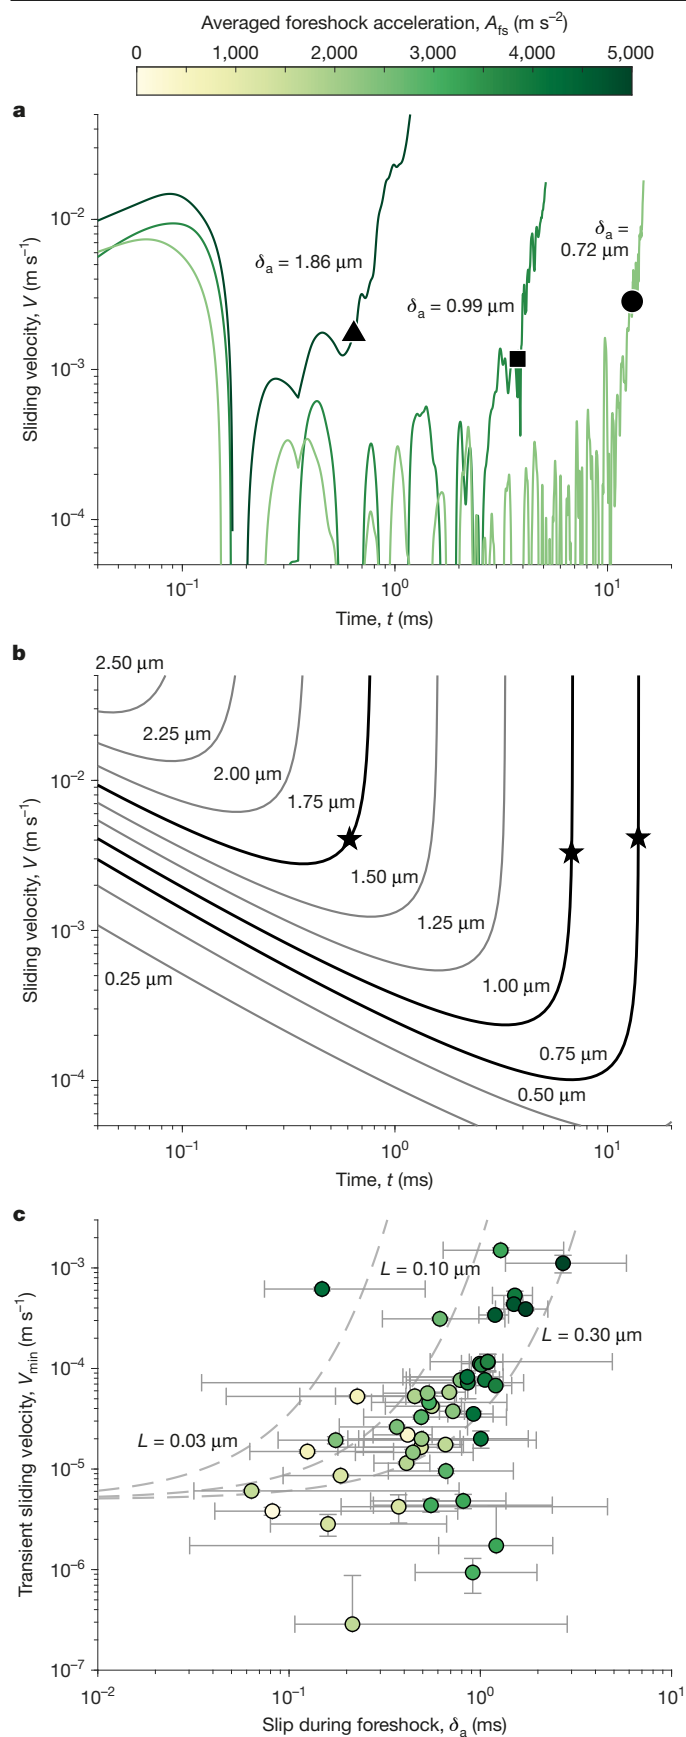 Averaged foreshock acceleration, A_fs (m s⁻²)
0 1,000 2,000 3,000 4,000 5,000
a
10⁻²
10⁻³
10⁻⁴
Sliding velocity, V (m s⁻¹)
δ_a = 1.86 μm
δ_a = 0.99 μm
δ_a =
0.72 μm
10⁻¹ 10⁰ 10¹
Time, t (ms)
b
2.50 μm
2.25 μm
2.00 μm
1.75 μm
1.50 μm
1.25 μm
1.00 μm
0.75 μm
0.50 μm
0.25 μm
10⁻²
10⁻³
10⁻⁴
Sliding velocity, V (m s⁻¹)
10⁻¹ 10⁰ 10¹
Time, t (ms)
c
10⁻³
10⁻⁴
10⁻⁵
10⁻⁶
10⁻⁷
Transient sliding velocity, V_min (m s⁻¹)
L = 0.10 μm
L = 0.30 μm
L = 0.03 μm
10⁻² 10⁻¹ 10⁰ 10¹
Slip during foreshock, δ_a (ms)